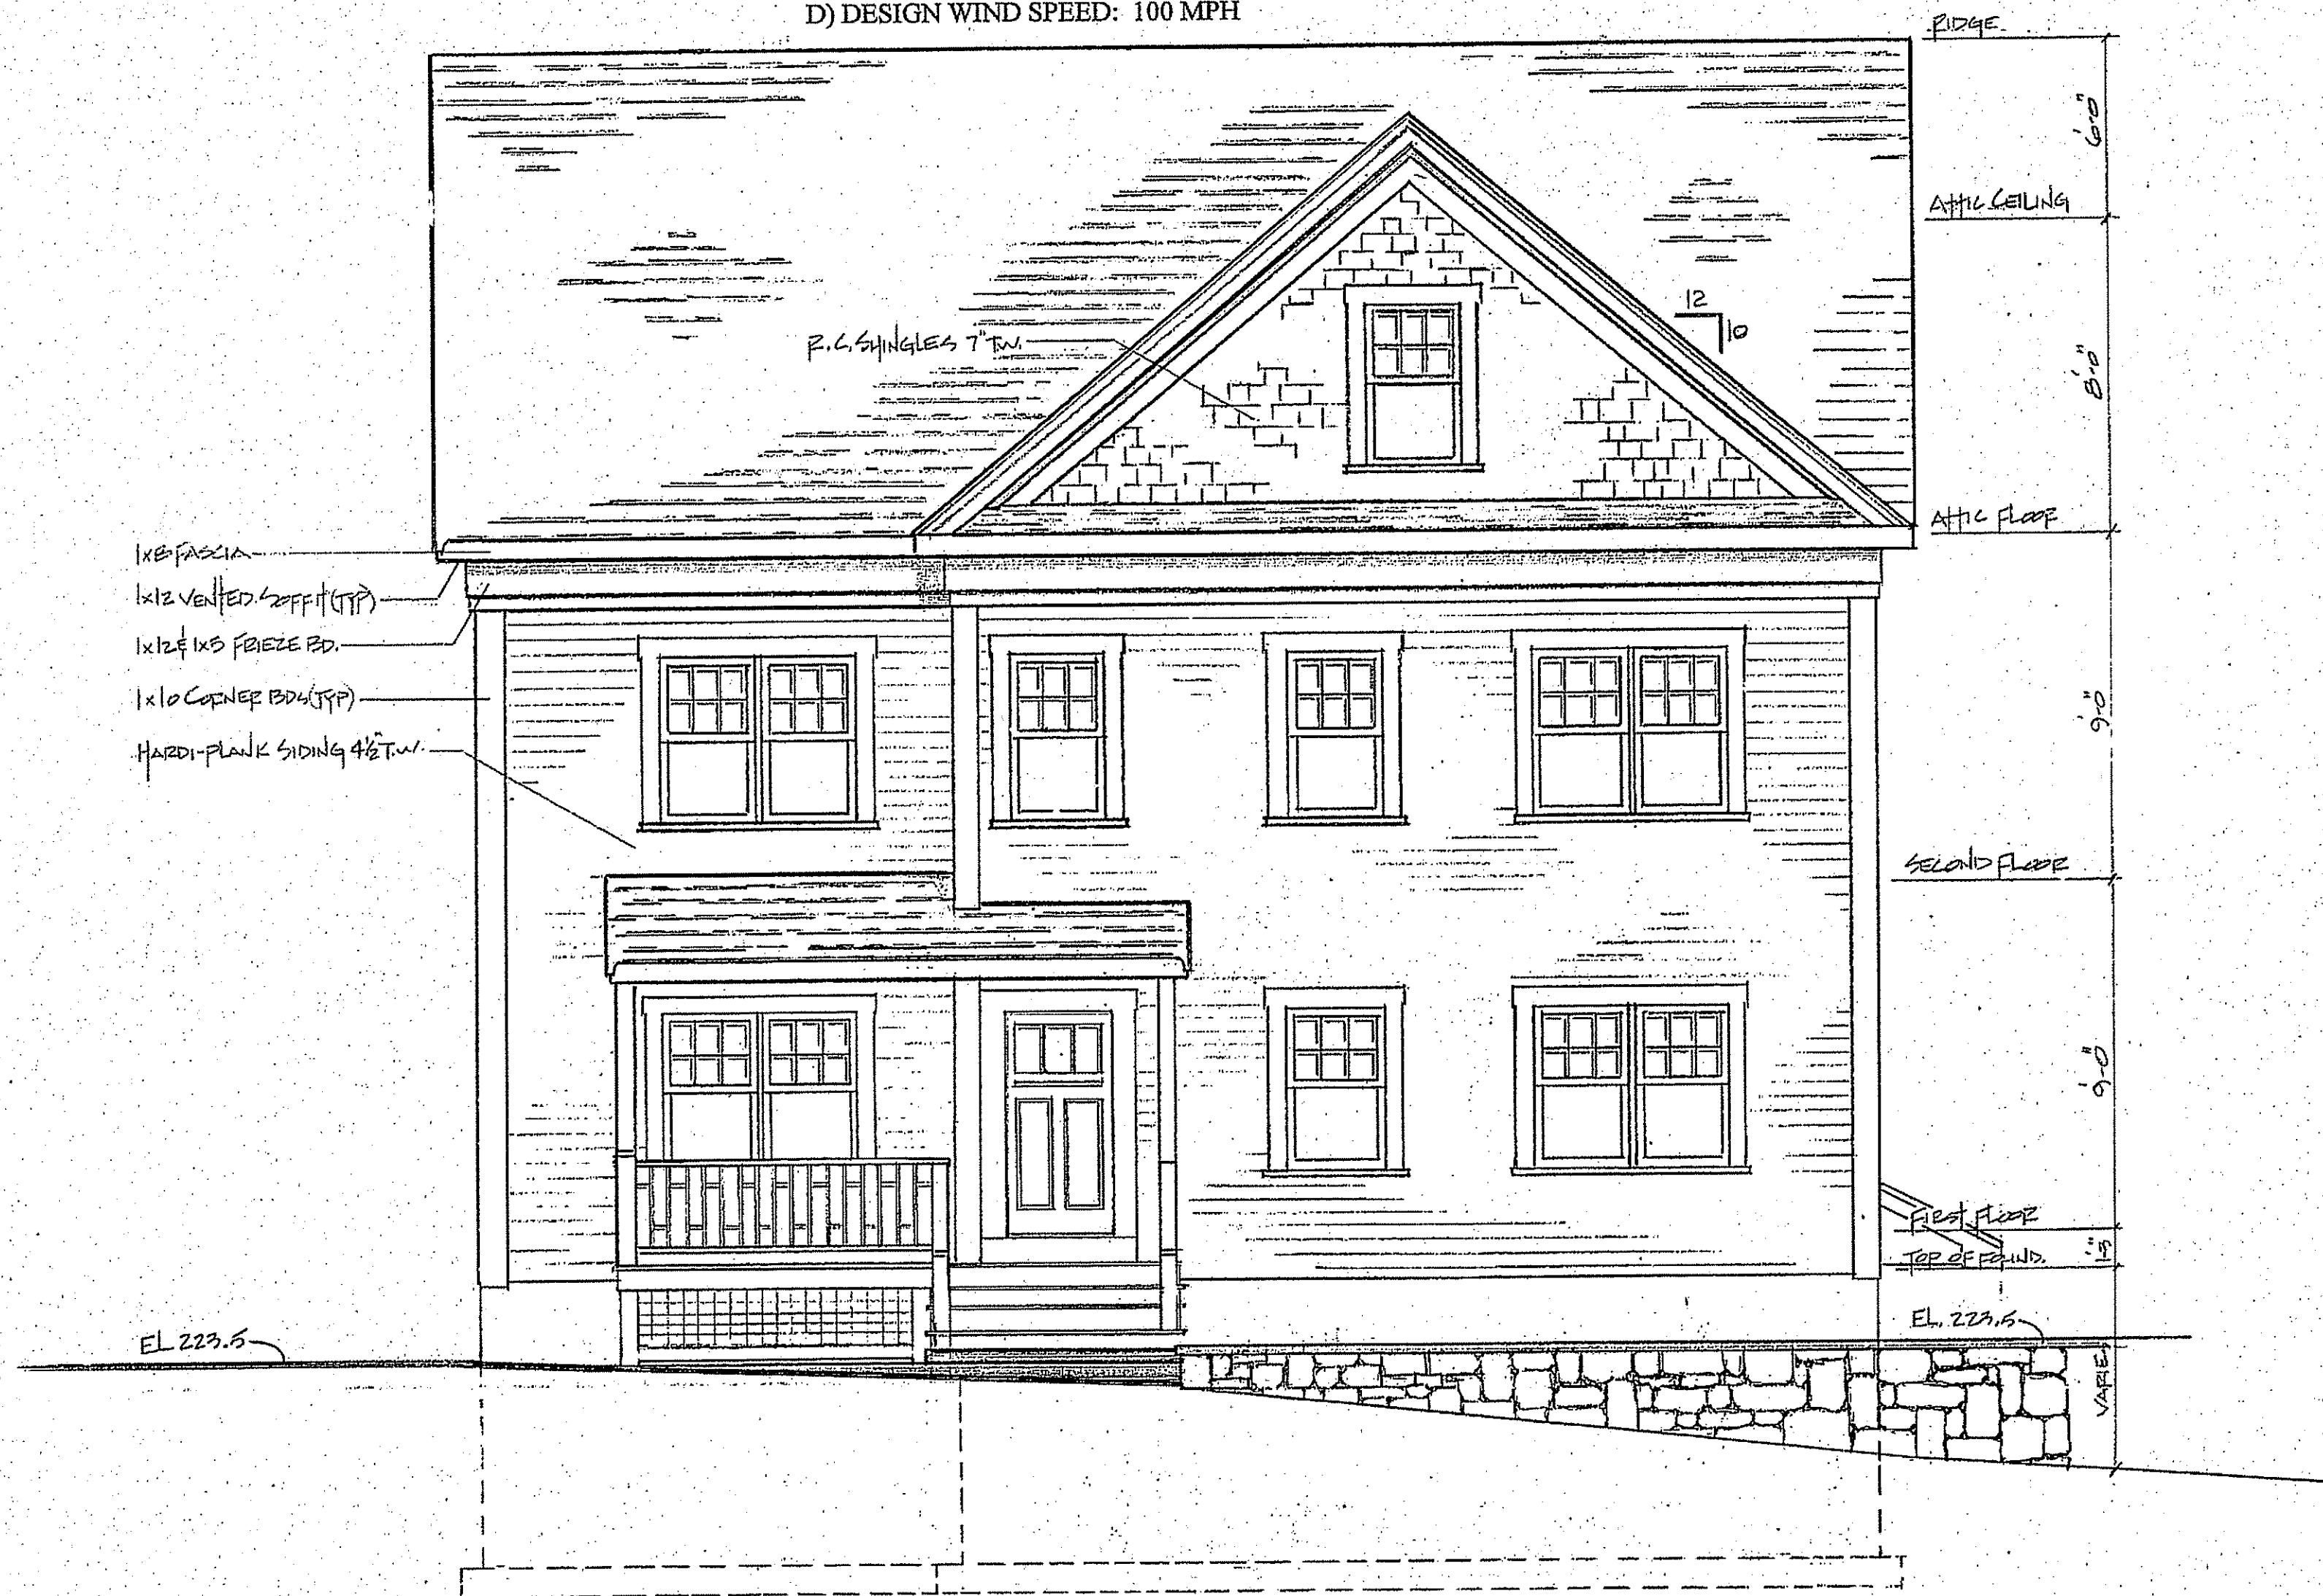 D) DESIGN WIND SPEED: 100 MPH
RIDGE
6'-0"
ATTIC CEILING
12
10
R.C. SHINGLES 7" T.W.
8'-0"
ATTIC FLOOR
1x8 FASCIA
1x12 VENTED SOFFIT (TYP)
1x12 & 1x5 FRIEZE BD.
1x10 CORNER BDS (TYP)
HARDI-PLANK SIDING 4½" T.W.
9'-0"
SECOND FLOOR
9'-0"
FIRST FLOOR
TOP OF FOUND.
EL. 223.5
EL 223.5
VARIES